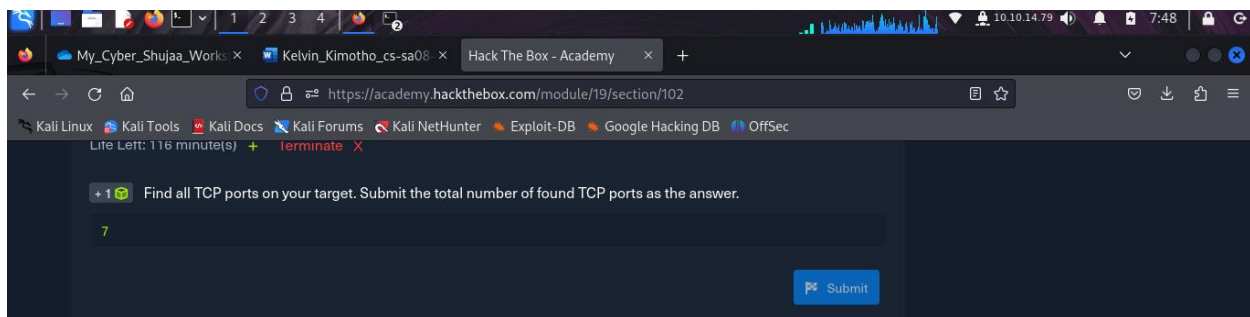 1 2 3 4 10.10.14.79 7:48
My_Cyber_Shujaa_Works Kelvin_Kimotho_cs-sa08- Hack The Box - Academy
https://academy.hackthebox.com/module/19/section/102
Kali Linux Kali Tools Kali Docs Kali Forums Kali NetHunter Exploit-DB Google Hacking DB OffSec
Life Left: 116 minute(s) + Terminate X
+ 1 Find all TCP ports on your target. Submit the total number of found TCP ports as the answer.
7
Submit